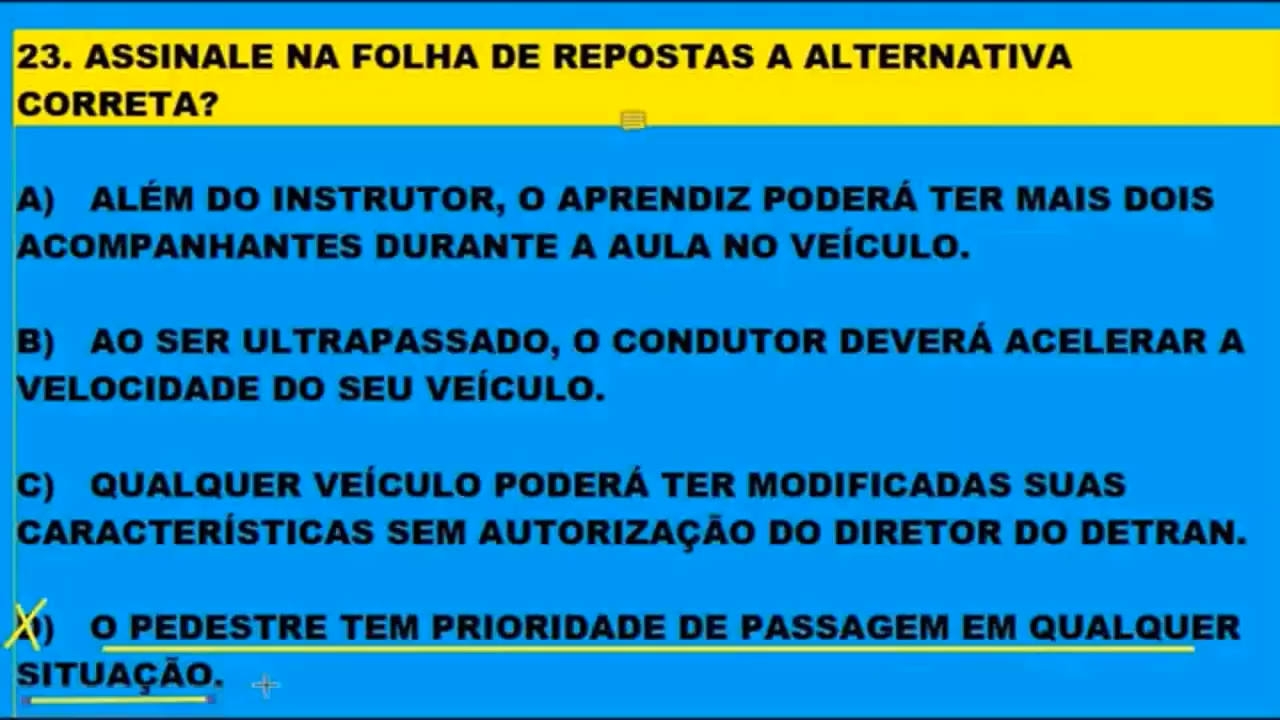 23. ASSINALE NA FOLHA DE REPOSTAS A ALTERNATIVA
CORRETA?
A) ALÉM DO INSTRUTOR, O APRENDIZ PODERÁ TER MAIS DOIS
ACOMPANHANTES DURANTE A AULA NO VEÍCULO.
B) AO SER ULTRAPASSADO, O CONDUTOR DEVERÁ ACELERAR A
VELOCIDADE DO SEU VEÍCULO.
C) QUALQUER VEÍCULO PODERÁ TER MODIFICADAS SUAS
CARACTERÍSTICAS SEM AUTORIZAÇÃO DO DIRETOR DO DETRAN.
D) O PEDESTRE TEM PRIORIDADE DE PASSAGEM EM QUALQUER
SITUAÇÃO.